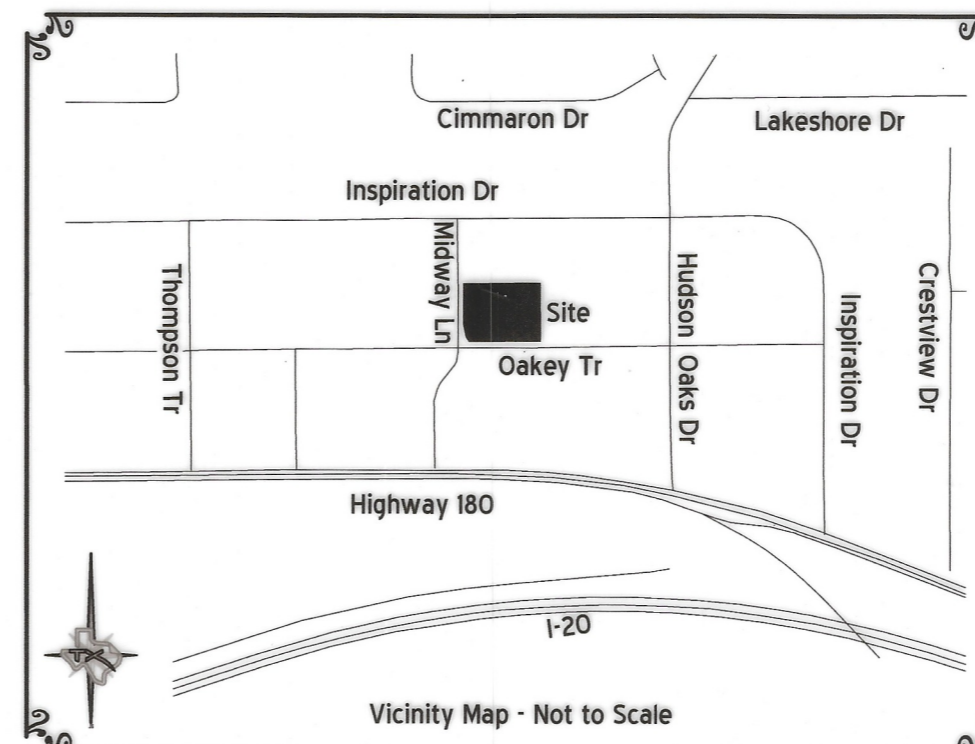 Cimmaron Dr
Lakeshore Dr
Inspiration Dr
Midway Ln
Thompson Tr
Hudson Oaks Dr
Inspiration Dr
Crestview Dr
Site
Oakey Tr
Highway 180
I-20
TX
Vicinity Map - Not to Scale